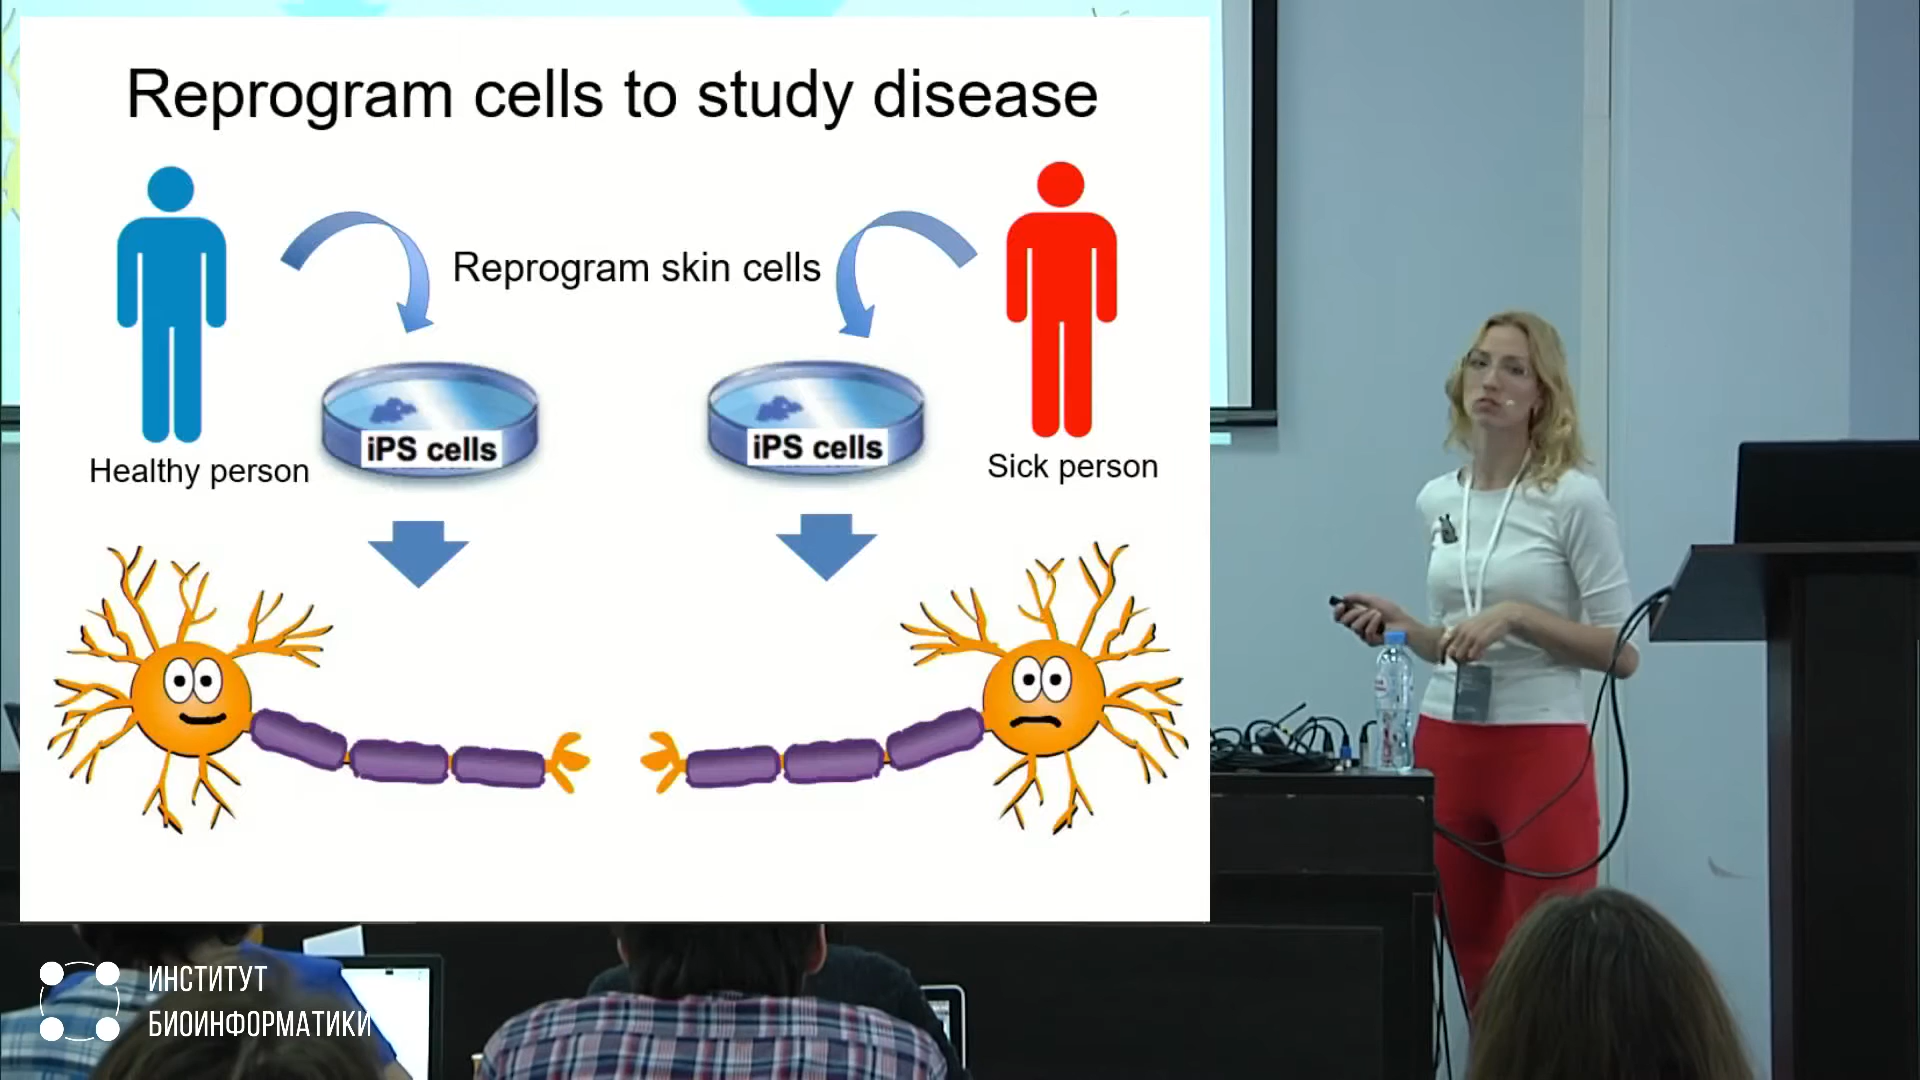 Reprogram cells to study disease
Reprogram skin cells
iPS cells
iPS cells
Healthy person
Sick person
ИНСТИТУТ
БИОИНФОРМАТИКИ